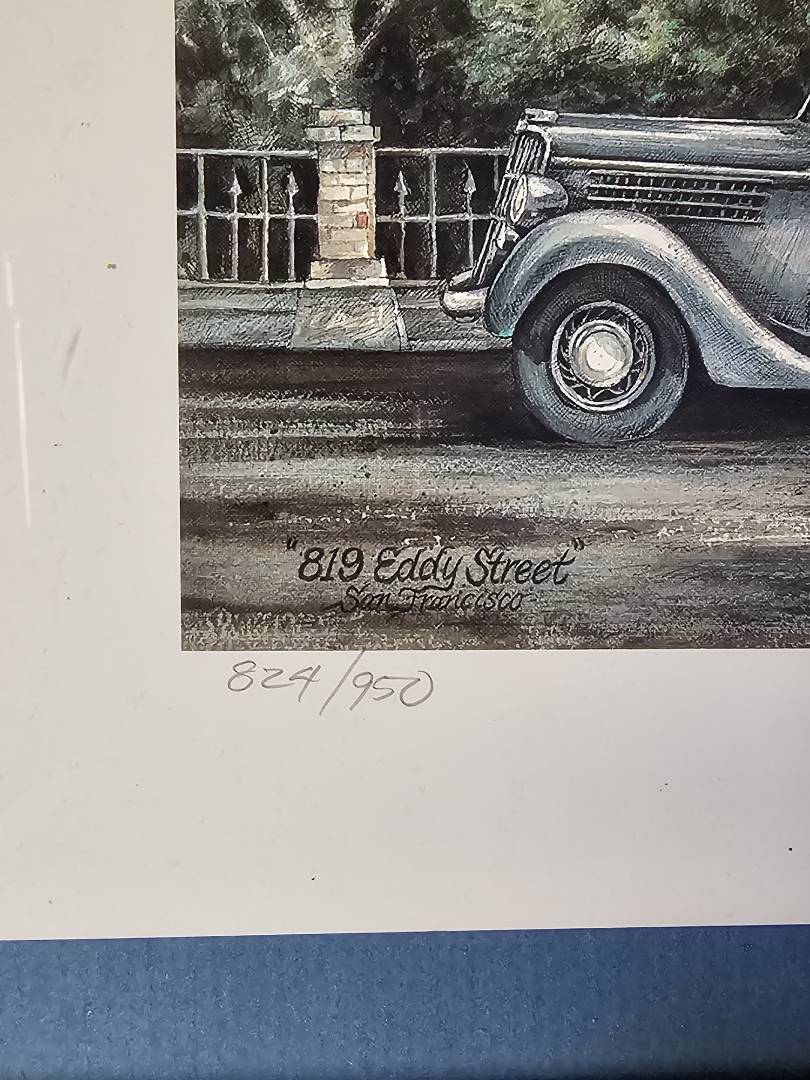 "819 Eddy Street"
San Francisco
824/950